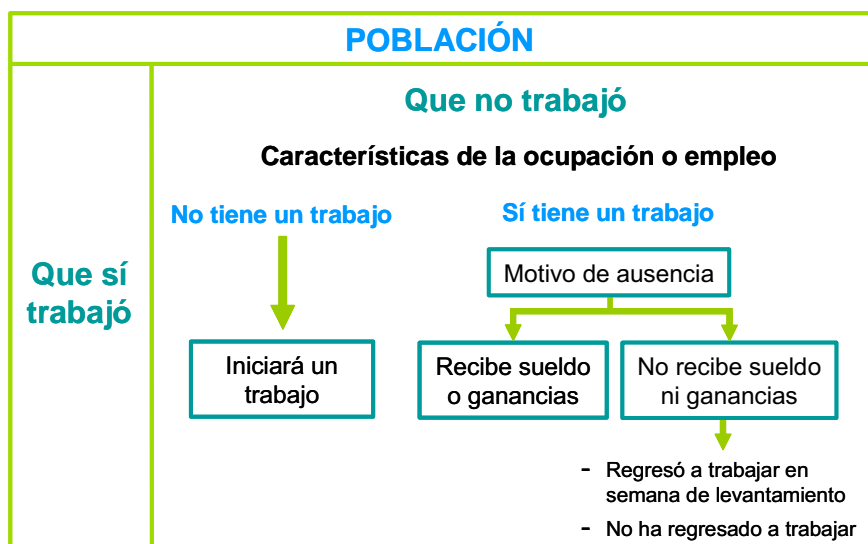 POBLACIÓN
Que sí
trabajó
Que no trabajó
Características de la ocupación o empleo
No tiene un trabajo
Sí tiene un trabajo
Motivo de ausencia
Iniciará un
trabajo
Recibe sueldo
o ganancias
No recibe sueldo
ni ganancias
- Regresó a trabajar en
semana de levantamiento
- No ha regresado a trabajar